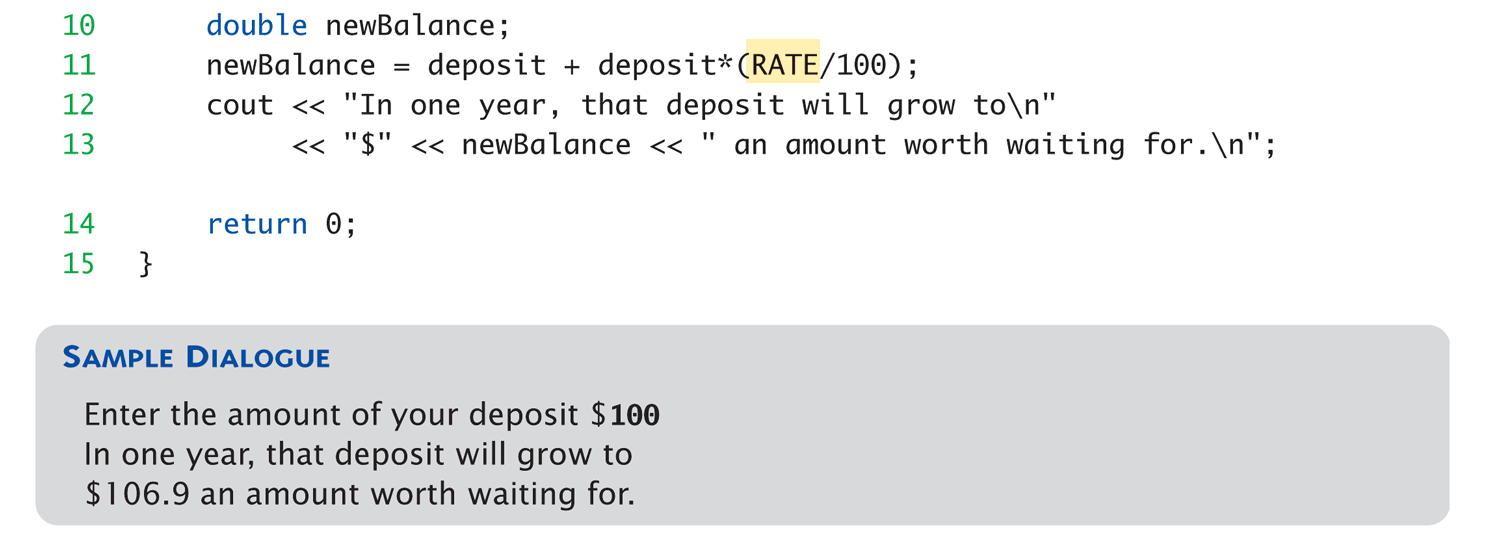 10 double newBalance;
11 newBalance = deposit + deposit*(RATE/100);
12 cout << "In one year, that deposit will grow to\n"
13 << "$" << newBalance << " an amount worth waiting for.\n";
14 return 0;
15 }
SAMPLE DIALOGUE
Enter the amount of your deposit $100
In one year, that deposit will grow to
$106.9 an amount worth waiting for.